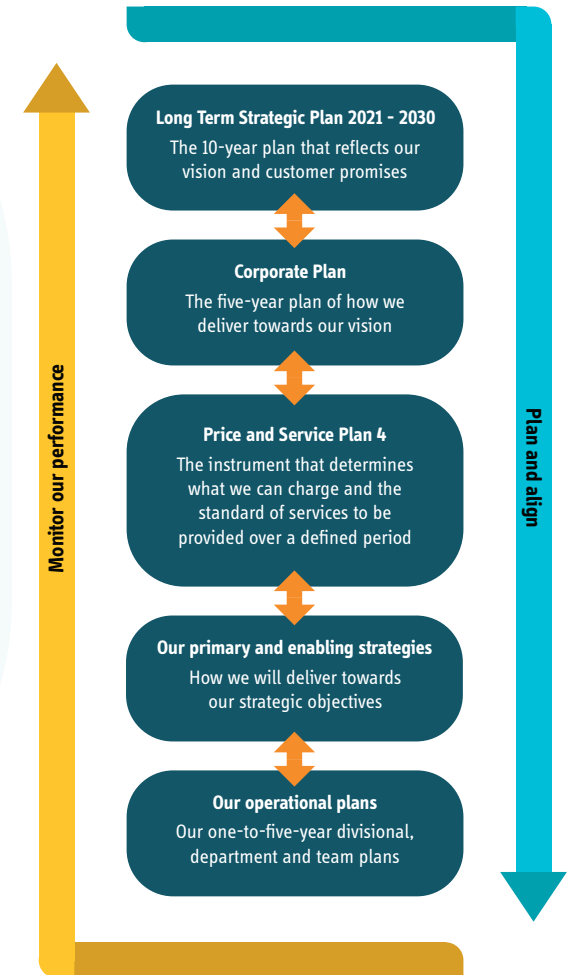 Long Term Strategic Plan 2021 - 2030
The 10-year plan that reflects our
vision and customer promises
Corporate Plan
The five-year plan of how we
deliver towards our vision
Monitor our performance
Plan and align
Price and Service Plan 4
The instrument that determines
what we can charge and the
standard of services to be
provided over a defined period
Our primary and enabling strategies
How we will deliver towards
our strategic objectives
Our operational plans
Our one-to-five-year divisional,
department and team plans